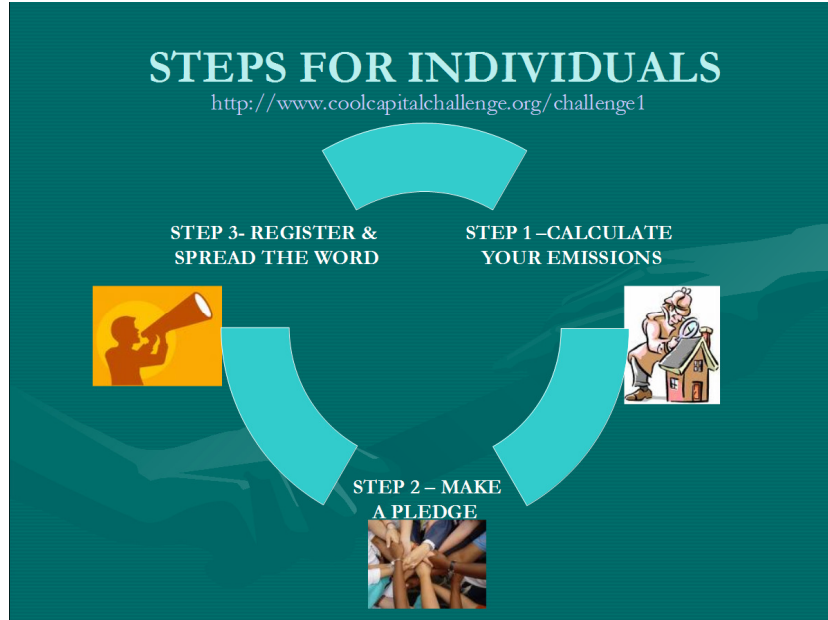 STEPS FOR INDIVIDUALS
http://www.coolcapitalchallenge.org/challenge1
STEP 1 –CALCULATE
YOUR EMISSIONS
STEP 2 – MAKE
A PLEDGE
STEP 3- REGISTER &
SPREAD THE WORD